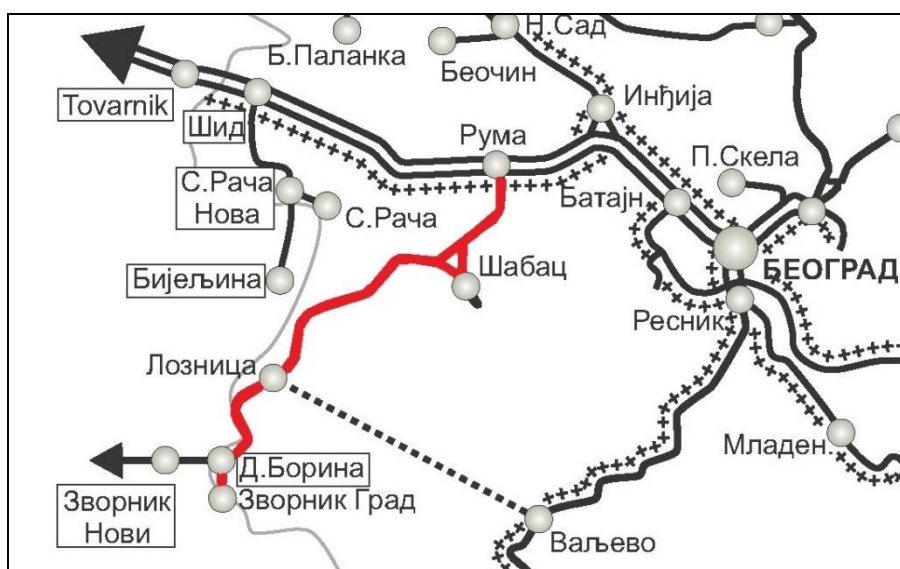 Н.Сад
Б.Паланка
Беочин
Tovarnik
Шид
Инђија
Рума
П.Скела
С.Рача
Нова
С.Рача
Батајн
БЕОГРАД
Бијељина
Шабац
Ресник
Лозница
Младен.
Д.Борина
Зворник Град
Зворник
Нови
Ваљево